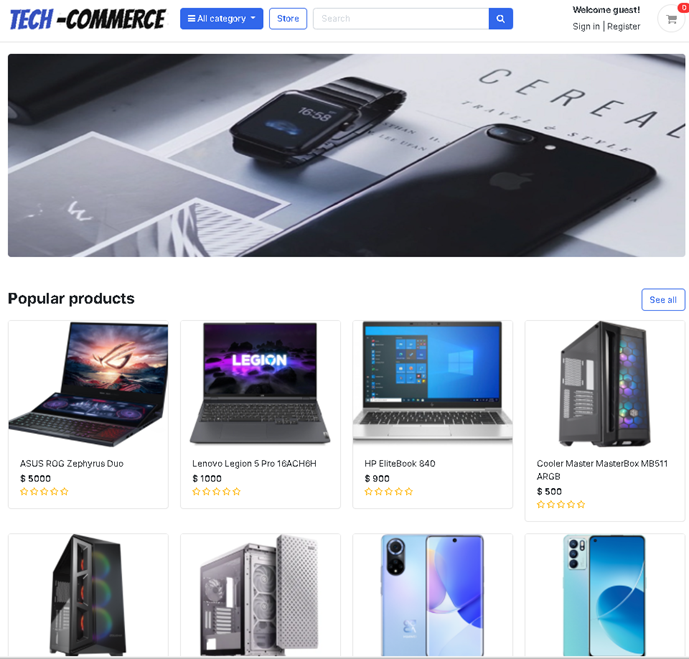 TECH -COMMERCE
All category
Store
Search
Welcome guest!
Sign in | Register
0
16:58
CEREAL
TRAVEL & STYLE
LEE UTAN
Popular products
See all
LEGION
ASUS ROG Zephyrus Duo
$ 5000
Lenovo Legion 5 Pro 16ACH6H
$ 1000
HP EliteBook 840
$ 900
Cooler Master MasterBox MB511
ARGB
$ 500